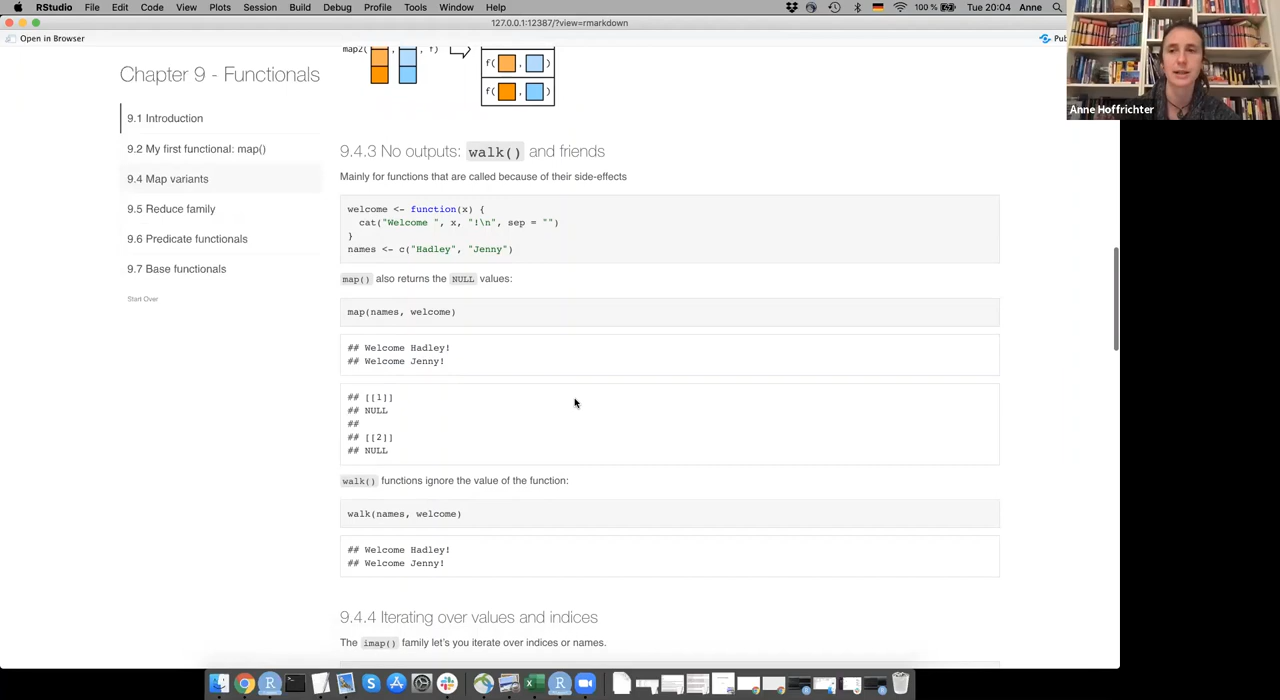 RStudio File Edit Code View Plots Session Build Debug Profile Tools Window Help 100 % Tue 20:04 Anne
127.0.0.1:12387/?view=rmarkdown
Open in Browser
Anne Hoffrichter
Chapter 9 - Functionals
9.1 Introduction
9.2 My first functional: map()
9.4 Map variants
9.5 Reduce family
9.6 Predicate functionals
9.7 Base functionals
Start Over
map2( , , f)
f( , )
f( , )
9.4.3 No outputs: walk() and friends
Mainly for functions that are called because of their side-effects
welcome <- function(x) {
cat("Welcome ", x, "!\n", sep = "")
}
names <- c("Hadley", "Jenny")
map() also returns the NULL values:
map(names, welcome)
## Welcome Hadley!
## Welcome Jenny!
## [[1]]
## NULL
##
## [[2]]
## NULL
walk() functions ignore the value of the function:
walk(names, welcome)
## Welcome Hadley!
## Welcome Jenny!
9.4.4 Iterating over values and indices
The imap() family let's you iterate over indices or names.